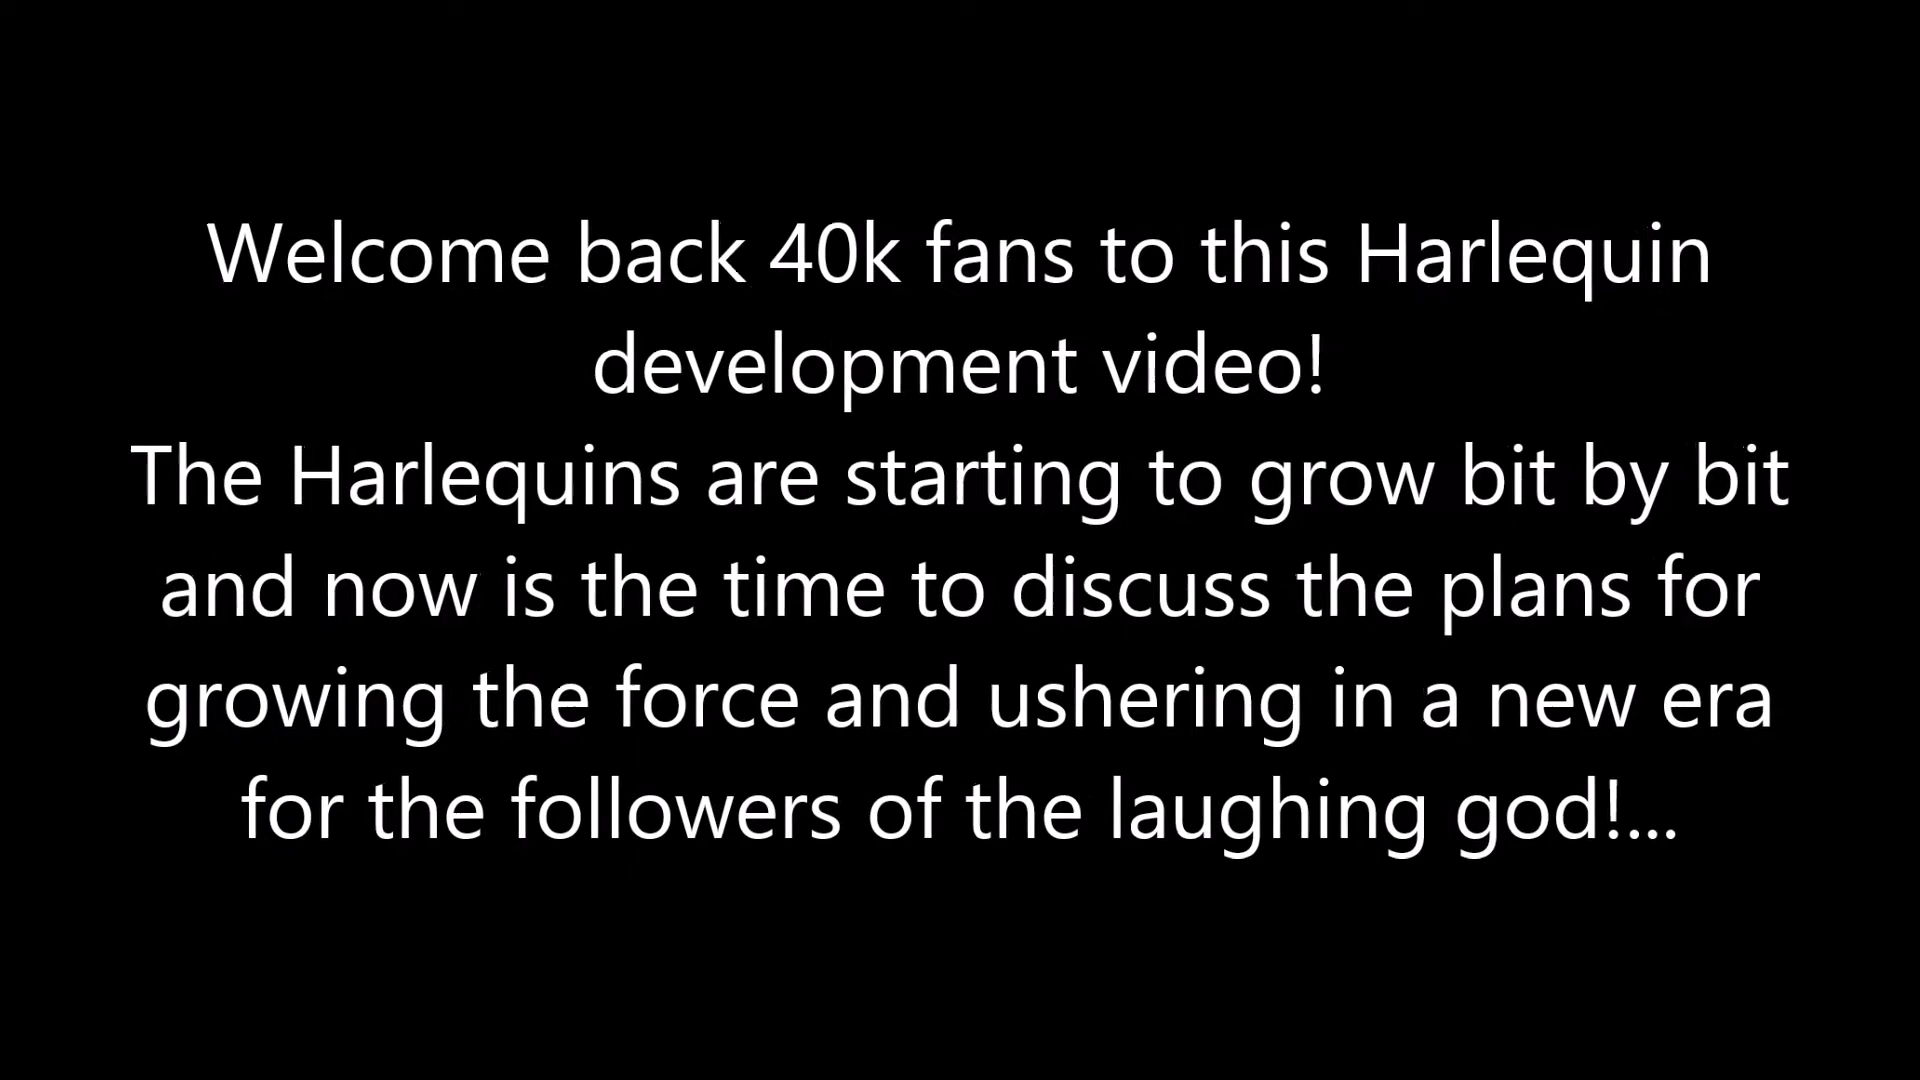 Welcome back 40k fans to this Harlequin
development video!
The Harlequins are starting to grow bit by bit
and now is the time to discuss the plans for
growing the force and ushering in a new era
for the followers of the laughing god!...